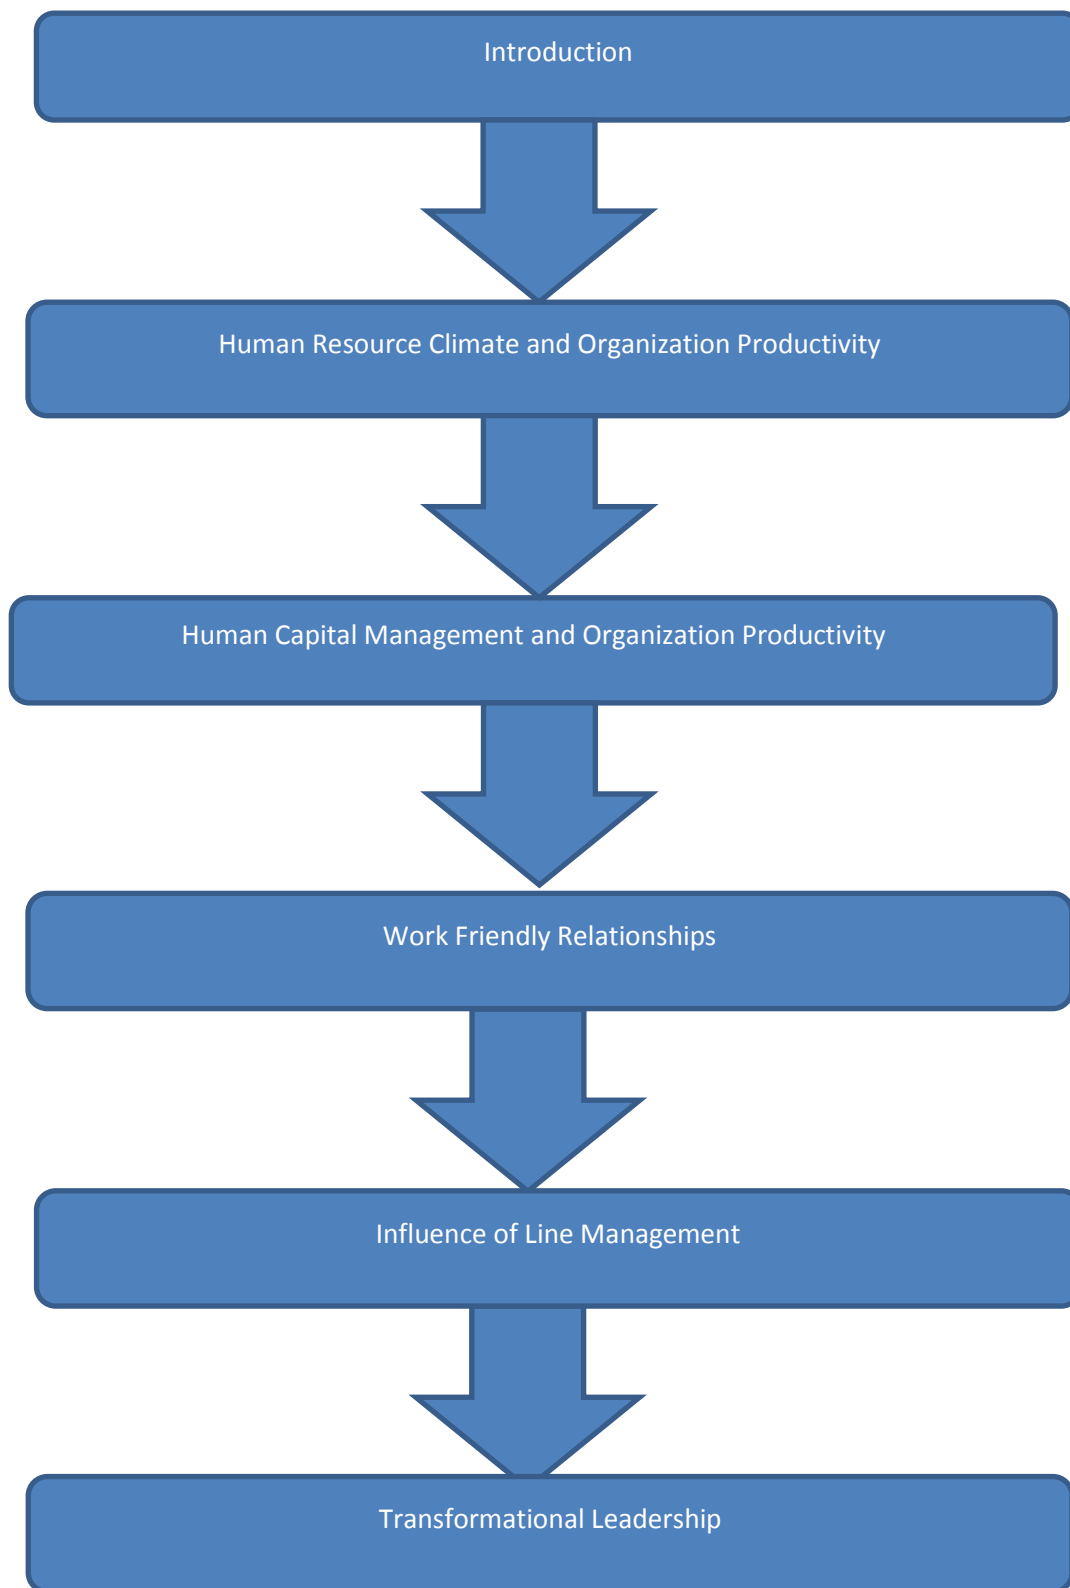 Introduction
Human Resource Climate and Organization Productivity
Human Capital Management and Organization Productivity
Work Friendly Relationships
Influence of Line Management
Transformational Leadership